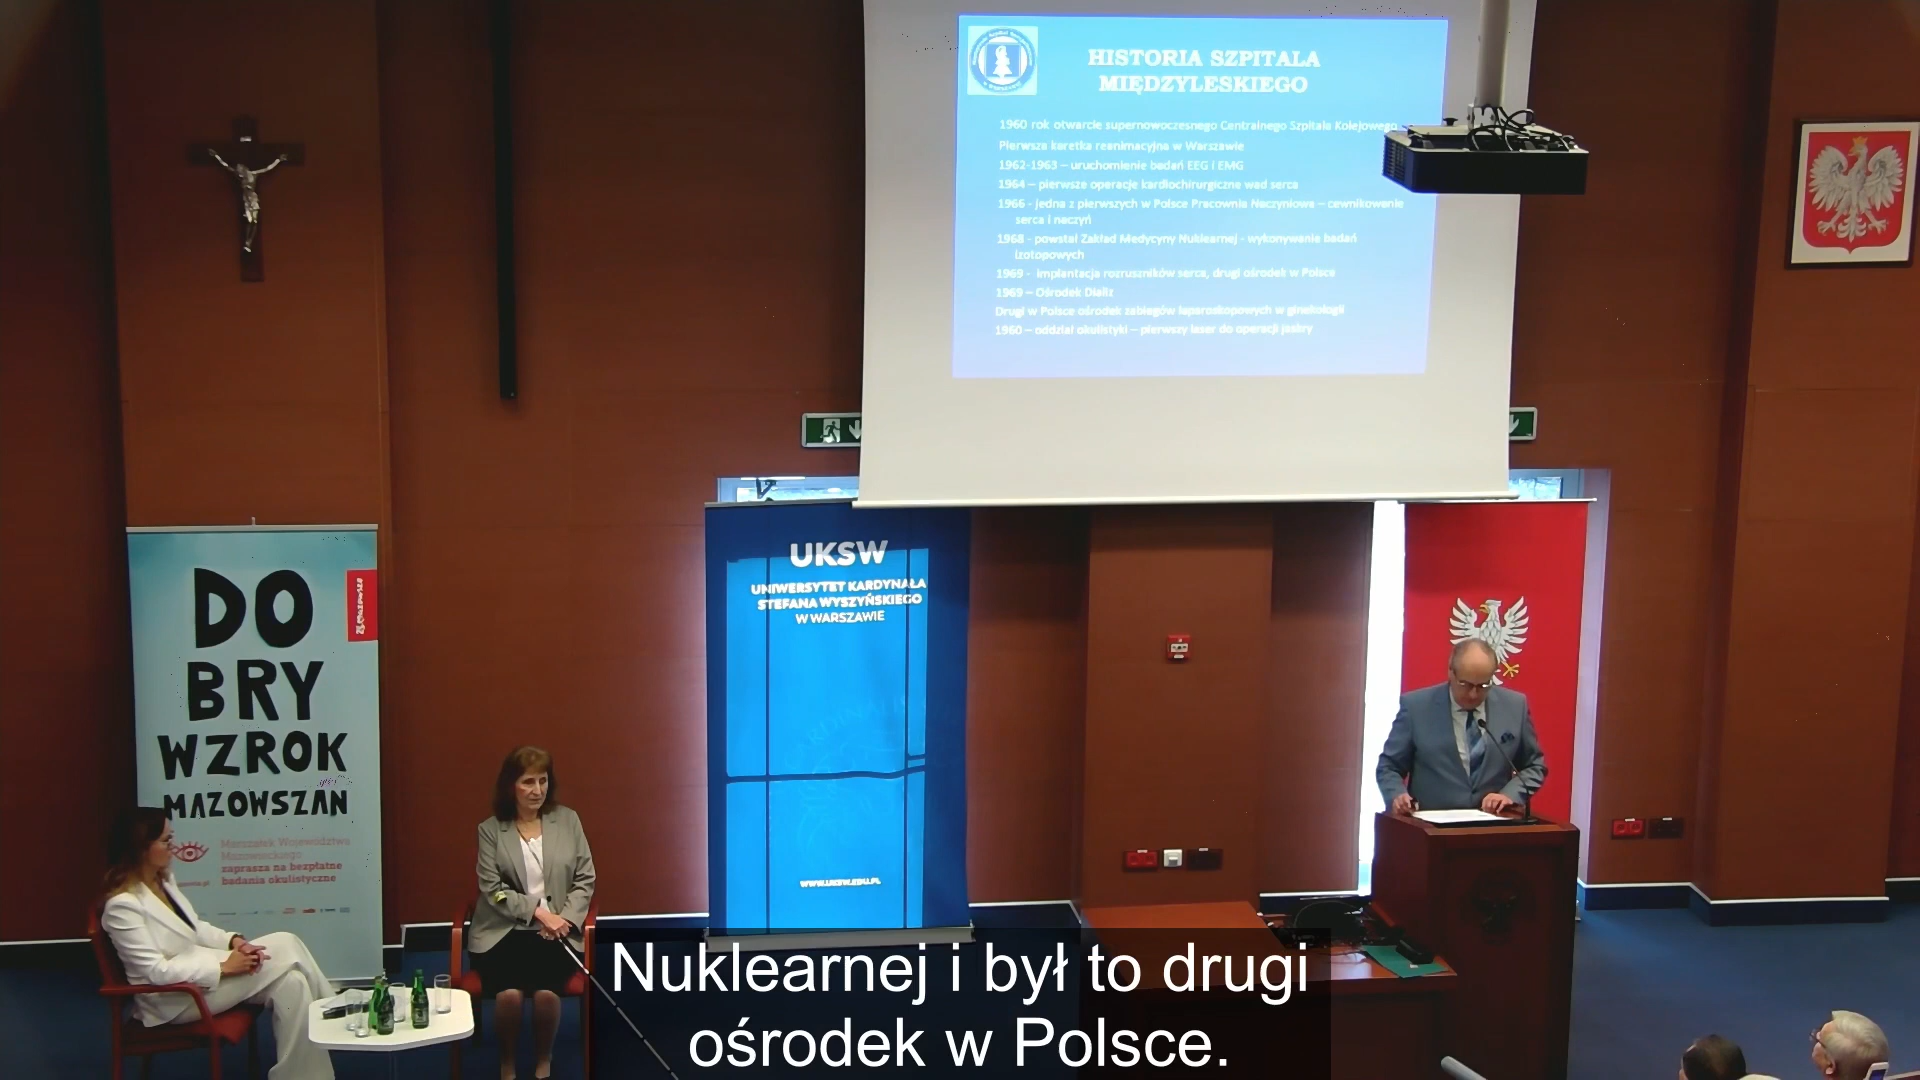 HISTORIA SZPITALA
MIĘDZYLESKIEGO
1960 rok otwarcie supernowoczesnego Centralnego Szpitala Kolejowego
Pierwsza karetka reanimacyjna w Warszawie
1962-1963 – uruchomienie badań EEG i EMG
1964 – pierwsze operacje kardiochirurgiczne wad serca
1966 - jedna z pierwszych w Polsce Pracownia Naczyniowa – cewnikowanie
serca i naczyń
1968 - powstał Zakład Medycyny Nuklearnej - wykonywanie badań
izotopowych
1969 - implantacja rozruszników serca, drugi ośrodek w Polsce
1969 – Ośrodek Dializ
Drugi w Polsce ośrodek zabiegów laparoskopowych w ginekologii
1960 – oddział okulistyki – pierwszy laser do operacji jaskry
DO
BRY
WZROK
MAZOWSZAN
Marszałek Województwa
Mazowieckiego
zaprasza na bezpłatne
badania okulistyczne
UKSW
UNIWERSYTET KARDYNAŁA
STEFANA WYSZYŃSKIEGO
W WARSZAWIE
WWW.UKSW.EDU.PL
Nuklearnej i był to drugi
ośrodek w Polsce.